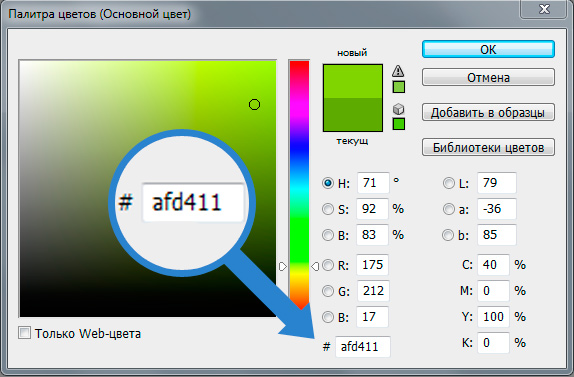 Палитра цветов (Основной цвет)
новый
текущ
OK
Отмена
Добавить в образцы
Библиотеки цветов
# afd411
H: 71 °
S: 92 %
B: 83 %
R: 175
G: 212
B: 17
# afd411
L: 79
a: -36
b: 85
C: 40 %
M: 0 %
Y: 100 %
K: 0 %
Только Web-цвета